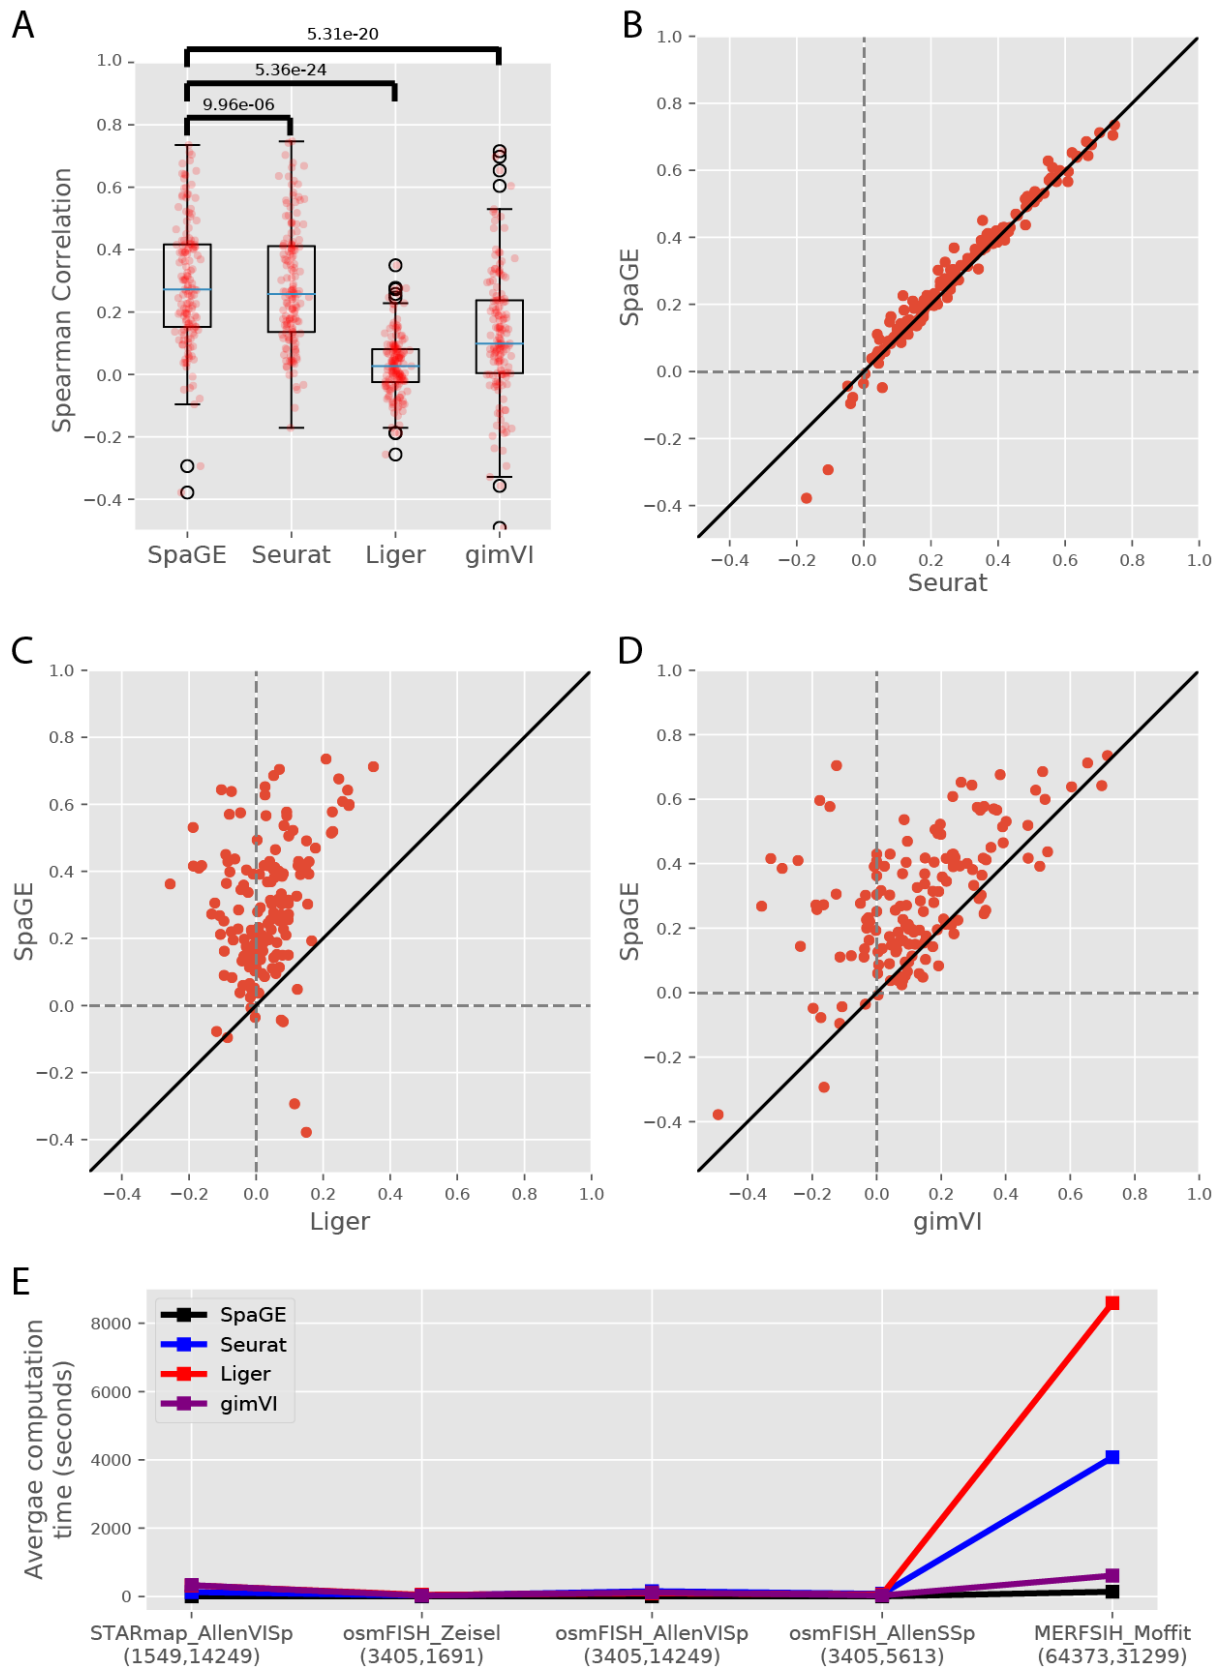 A
5.31e-20
5.36e-24
9.96e-06
1.0
0.8
0.6
0.4
0.2
0.0
−0.2
−0.4
Spearman Correlation
SpaGE Seurat Liger gimVI
B
1.0
0.8
0.6
0.4
0.2
0.0
−0.2
−0.4
SpaGE
−0.4 −0.2 0.0 0.2 0.4 0.6 0.8 1.0
Seurat
C
1.0
0.8
0.6
0.4
0.2
0.0
−0.2
−0.4
SpaGE
−0.4 −0.2 0.0 0.2 0.4 0.6 0.8 1.0
Liger
D
1.0
0.8
0.6
0.4
0.2
0.0
−0.2
−0.4
SpaGE
−0.4 −0.2 0.0 0.2 0.4 0.6 0.8 1.0
gimVI
E
SpaGE
Seurat
Liger
gimVI
8000
6000
4000
2000
0
Avergae computation
time (seconds)
STARmap_AllenVISp osmFISH_Zeisel osmFISH_AllenVISp osmFISH_AllenSSp MERFSIH_Moffit
(1549,14249) (3405,1691) (3405,14249) (3405,5613) (64373,31299)